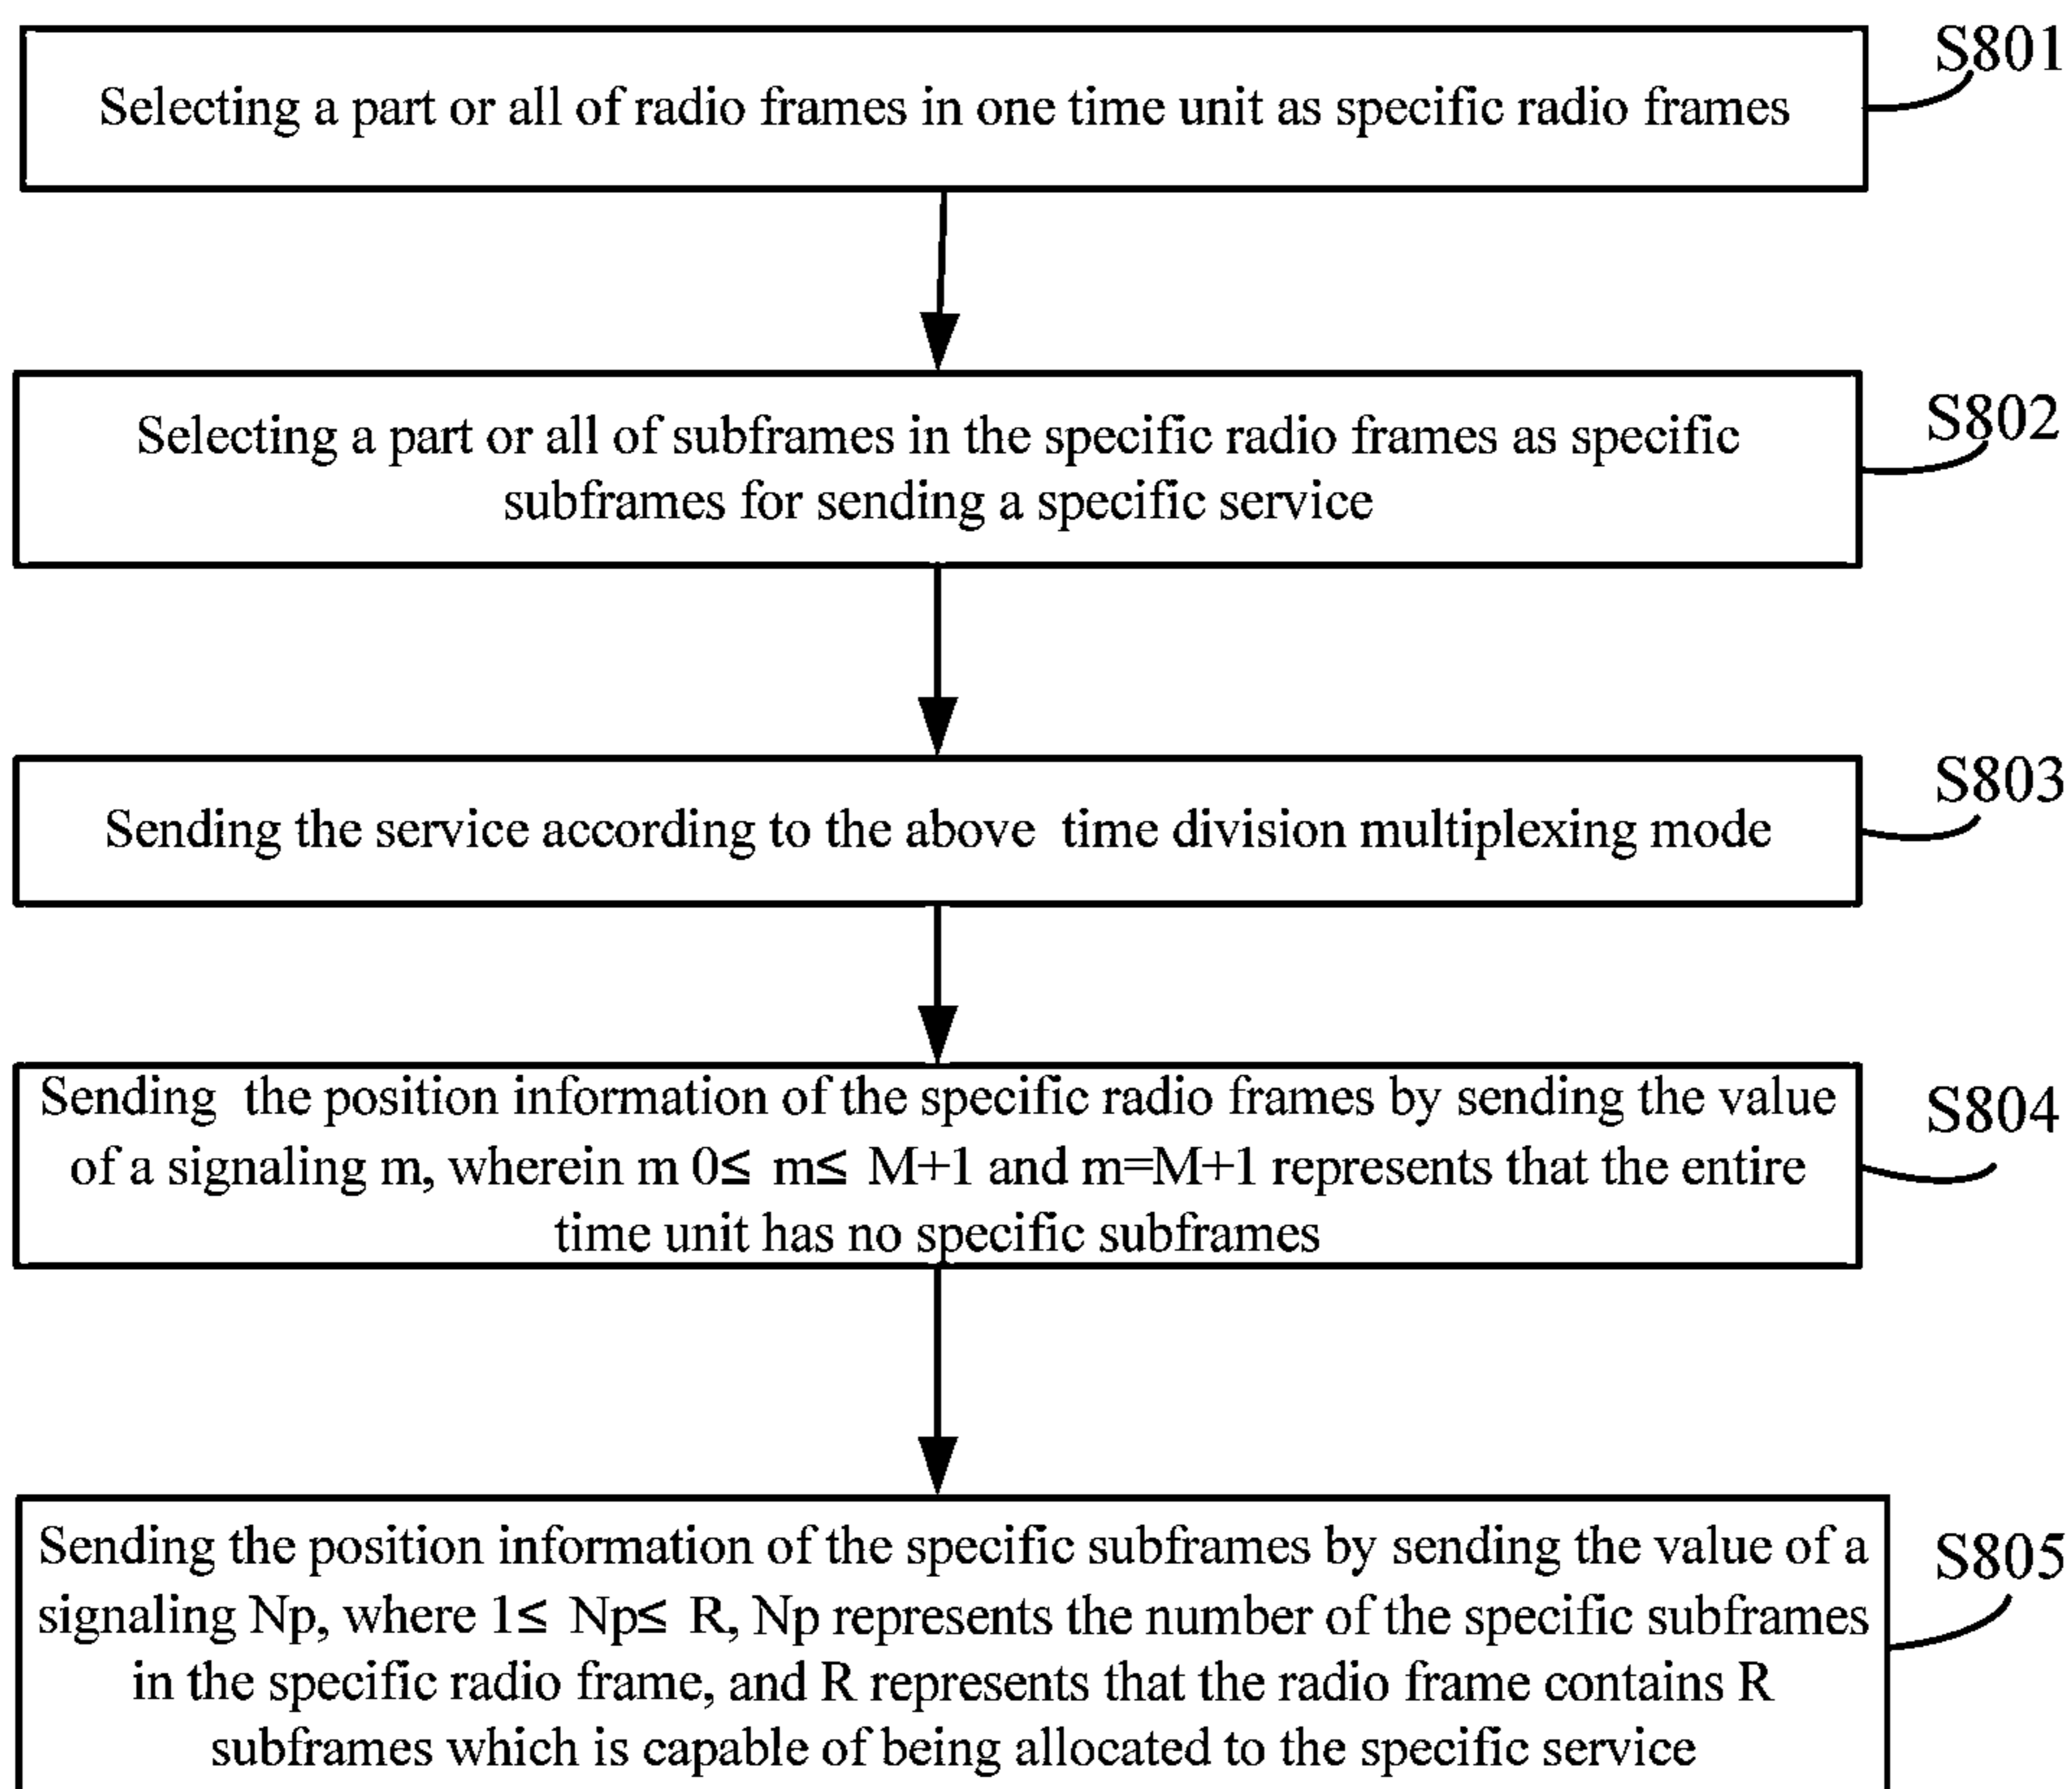 S801
Selecting a part or all of radio frames in one time unit as specific radio frames
S802
Selecting a part or all of subframes in the specific radio frames as specific
subframes for sending a specific service
S803
Sending the service according to the above time division multiplexing mode
S804
Sending the position information of the specific radio frames by sending the value
of a signaling m, wherein m 0≤ m≤ M+1 and m=M+1 represents that the entire
time unit has no specific subframes
S805
Sending the position information of the specific subframes by sending the value of a
signaling Np, where 1≤ Np≤ R, Np represents the number of the specific subframes
in the specific radio frame, and R represents that the radio frame contains R
subframes which is capable of being allocated to the specific service